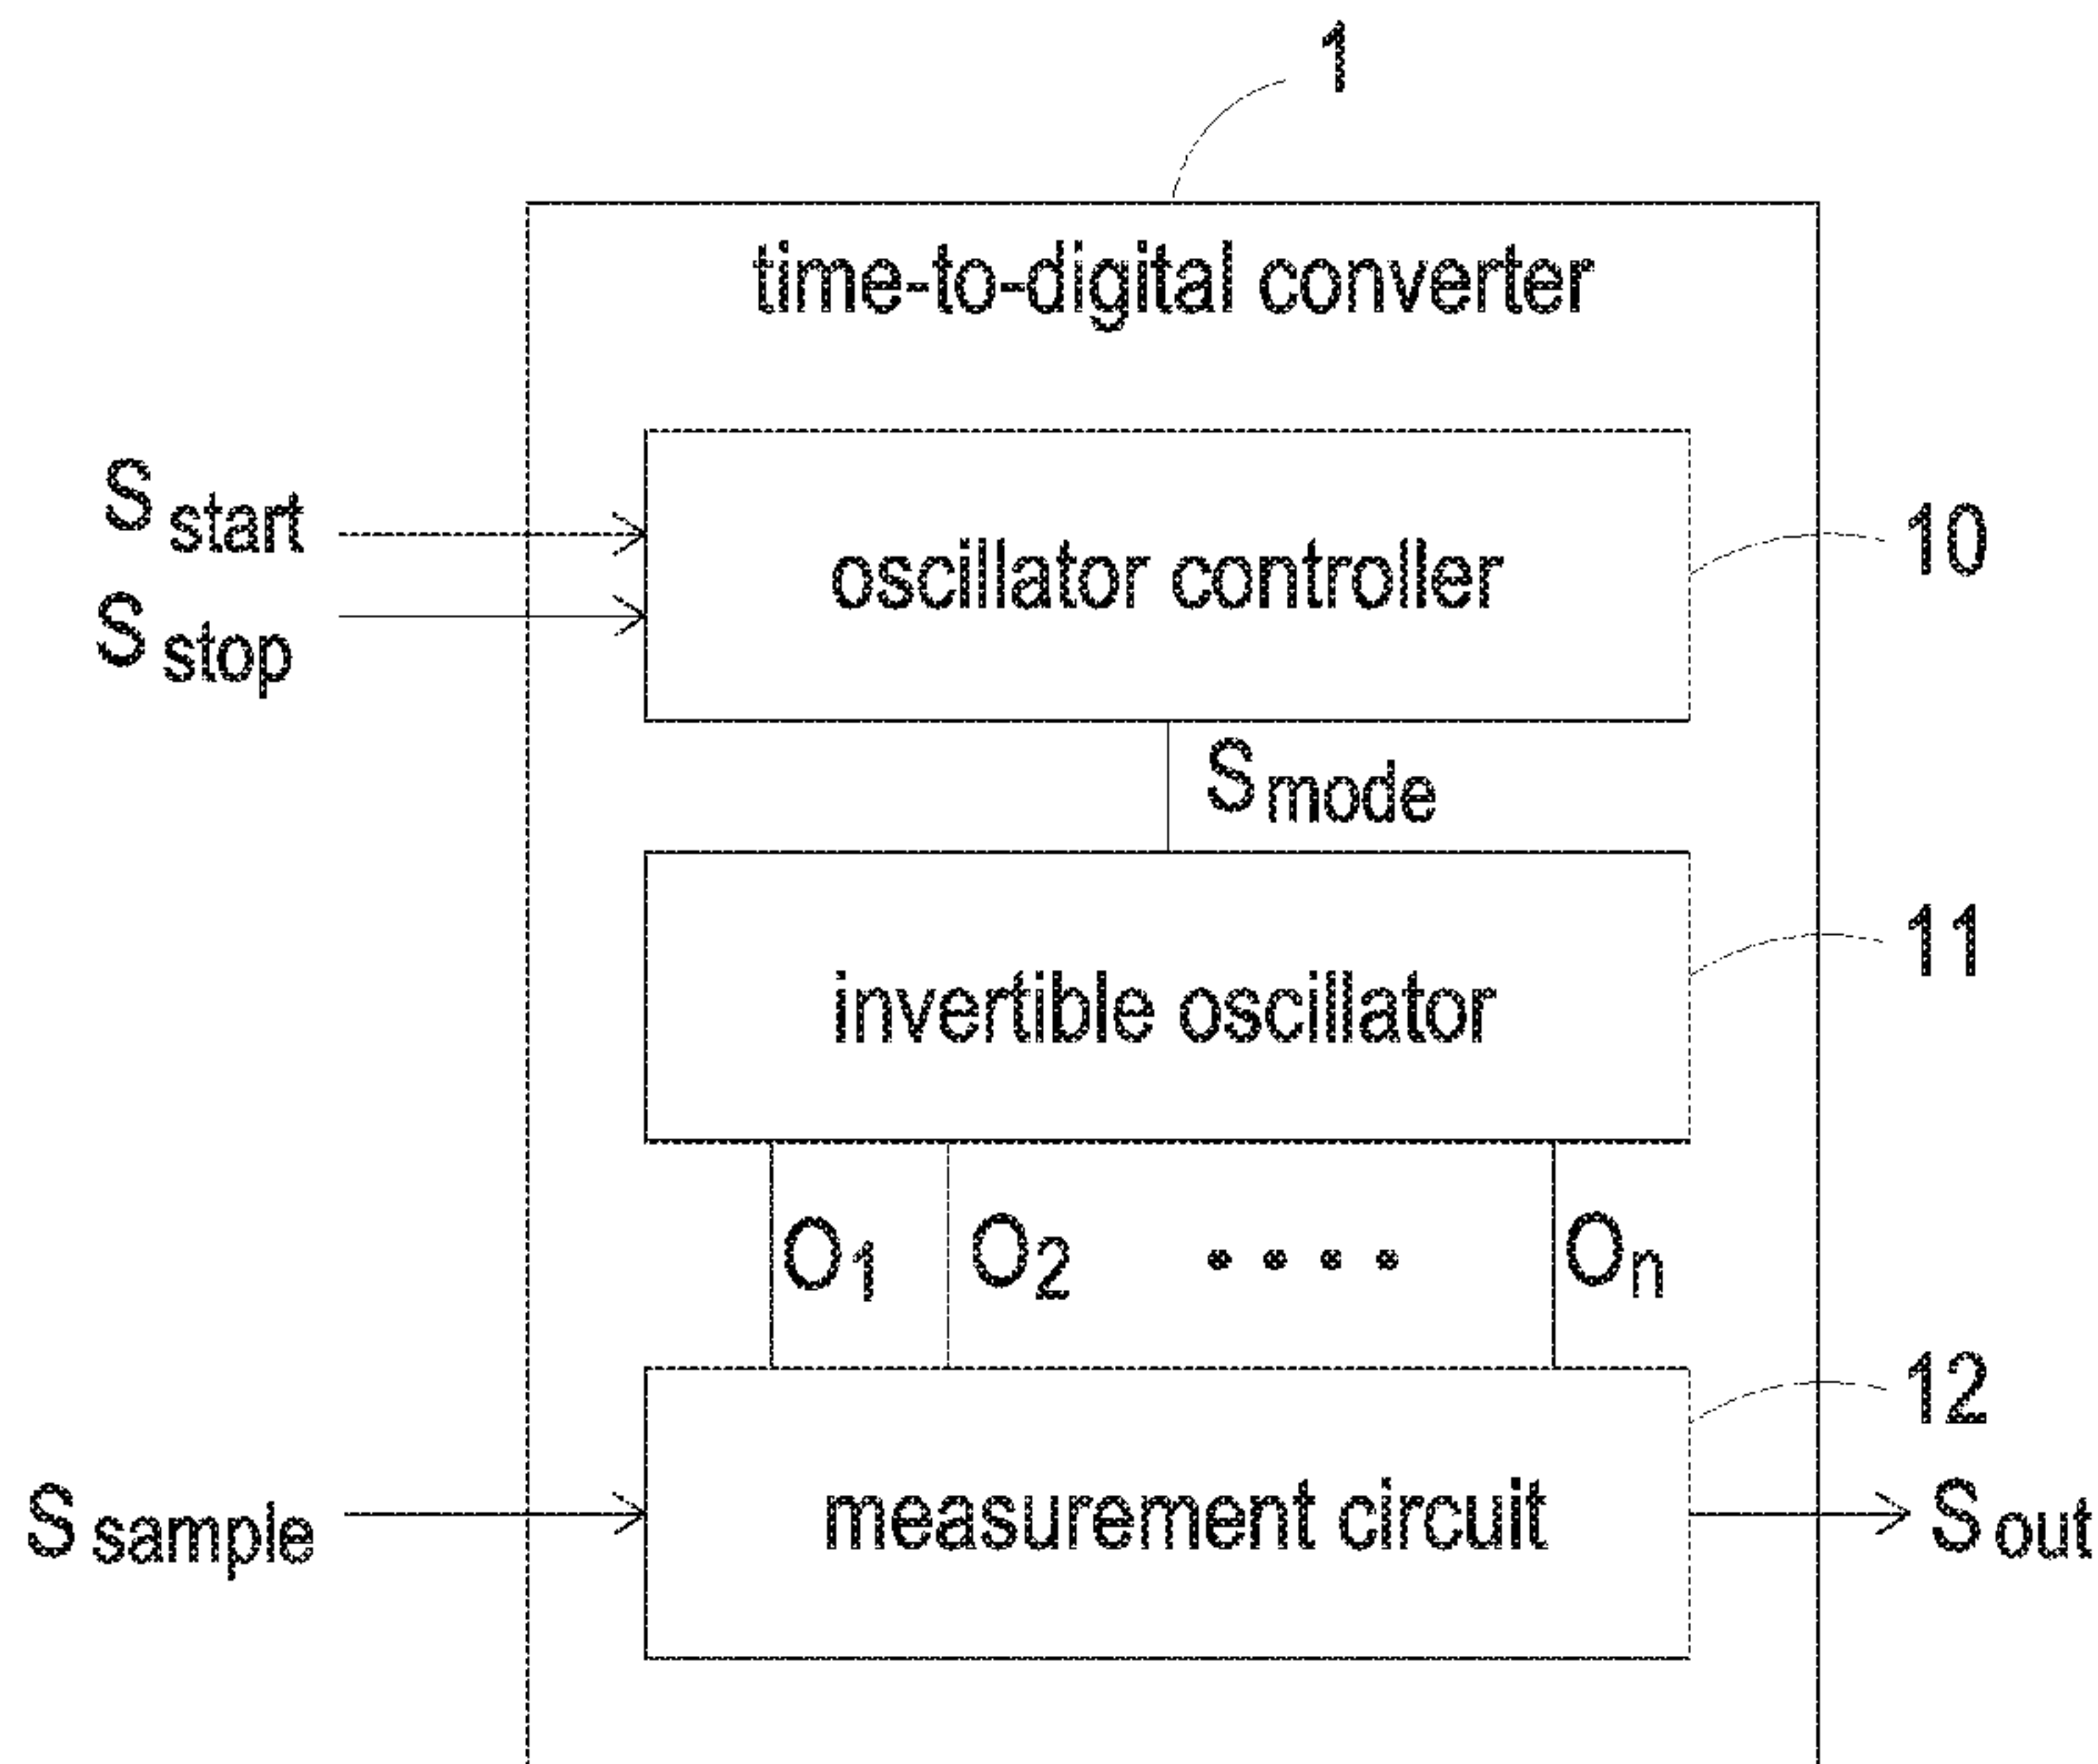 1
time-to-digital converter
S start
S stop
oscillator controller
10
S mode
invertible oscillator
11
O1 O2 • • • • On
12
S sample
measurement circuit
S out